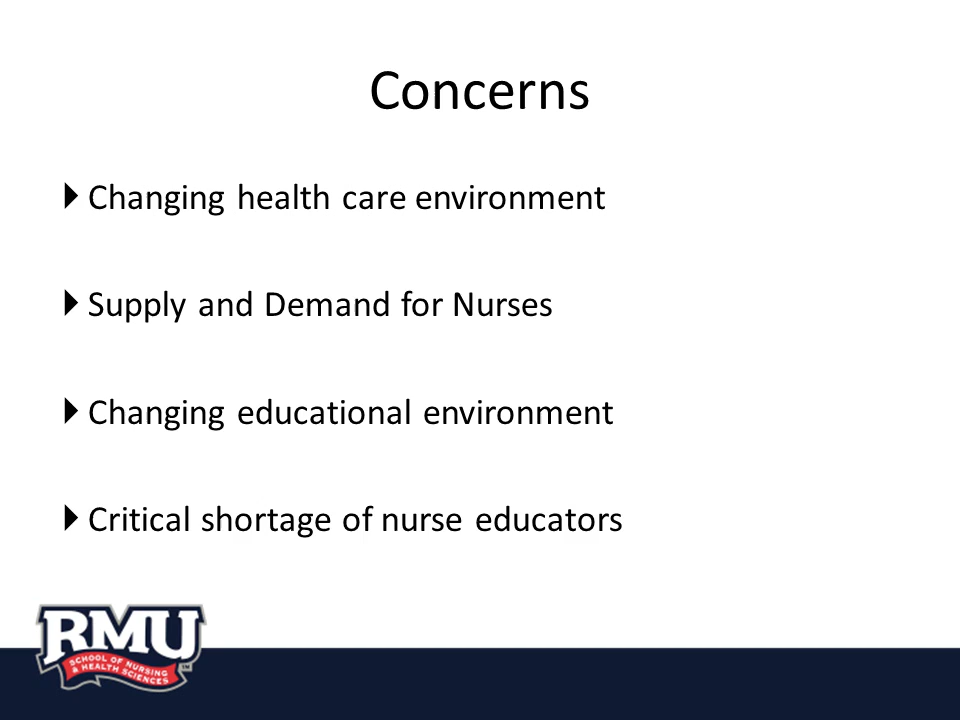 Concerns
Changing health care environment
Supply and Demand for Nurses
Changing educational environment
Critical shortage of nurse educators
RMU
SCHOOL OF NURSING
& HEALTH SCIENCES
TM